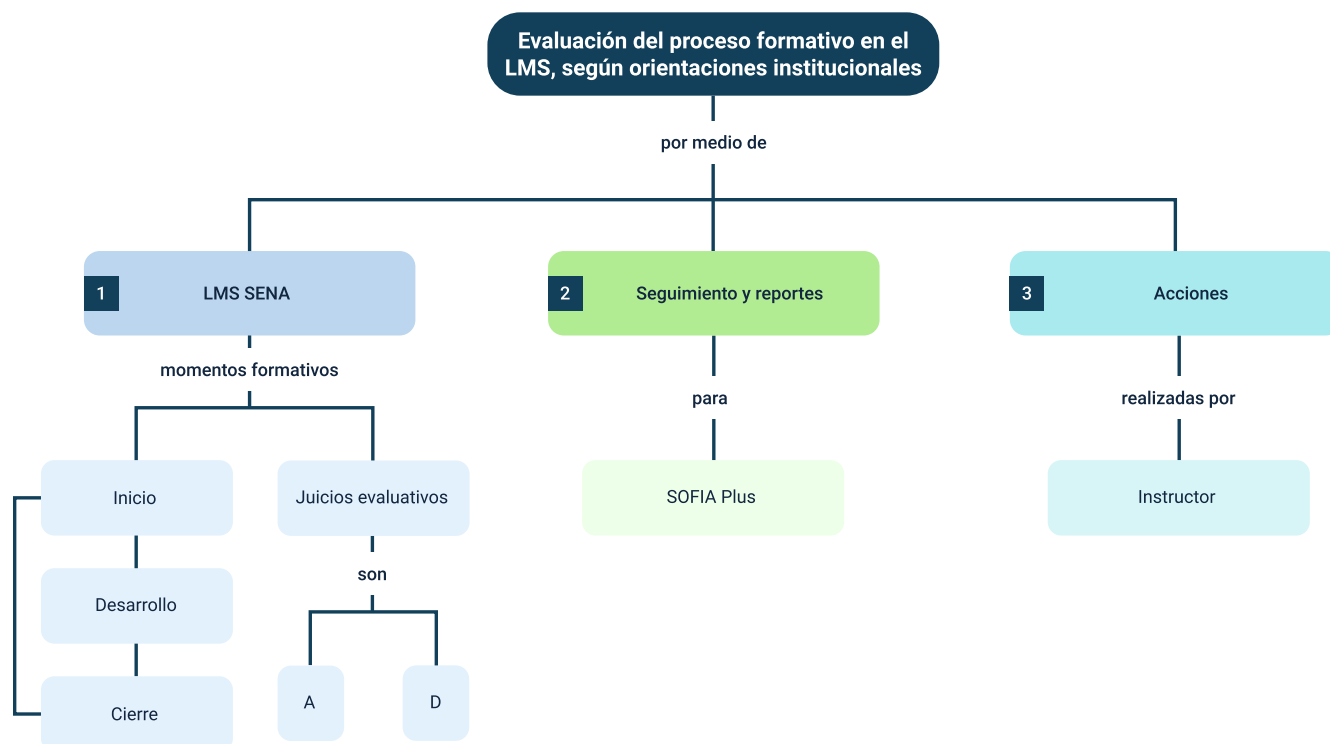 Evaluación del proceso formativo en el
LMS, según orientaciones institucionales
por medio de
1
LMS SENA
2
Seguimiento y reportes
3
Acciones
momentos formativos
para
realizadas por
Inicio
Juicios evaluativos
SOFIA Plus
Instructor
son
Desarrollo
A
D
Cierre